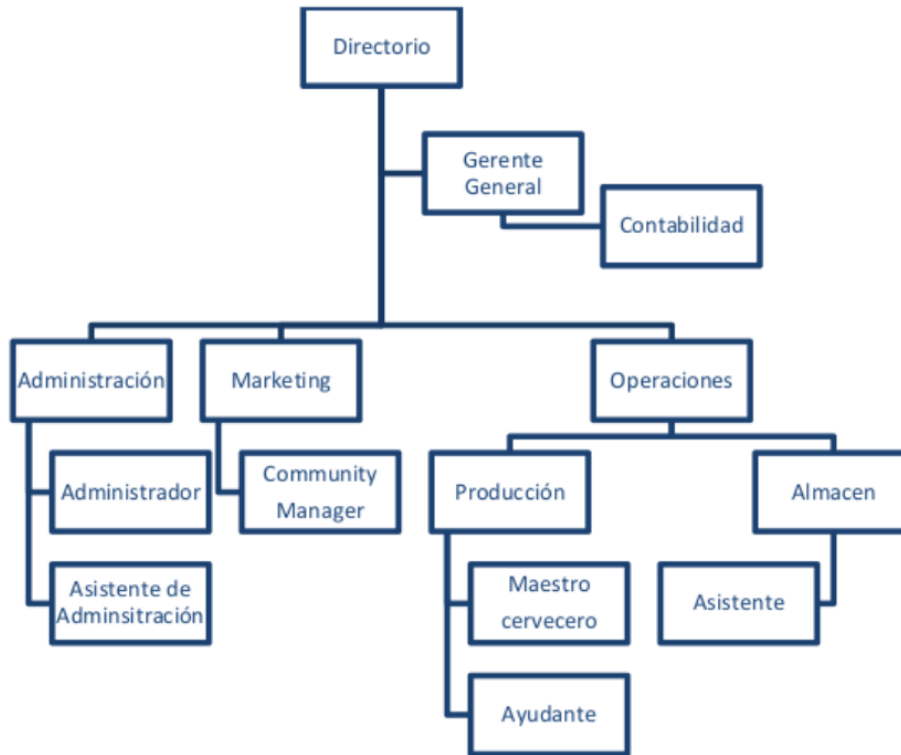 Directorio
Gerente
General
Contabilidad
Administración
Marketing
Operaciones
Administrador
Community
Manager
Producción
Almacen
Asistente de
Adminsitración
Maestro
cervecero
Asistente
Ayudante